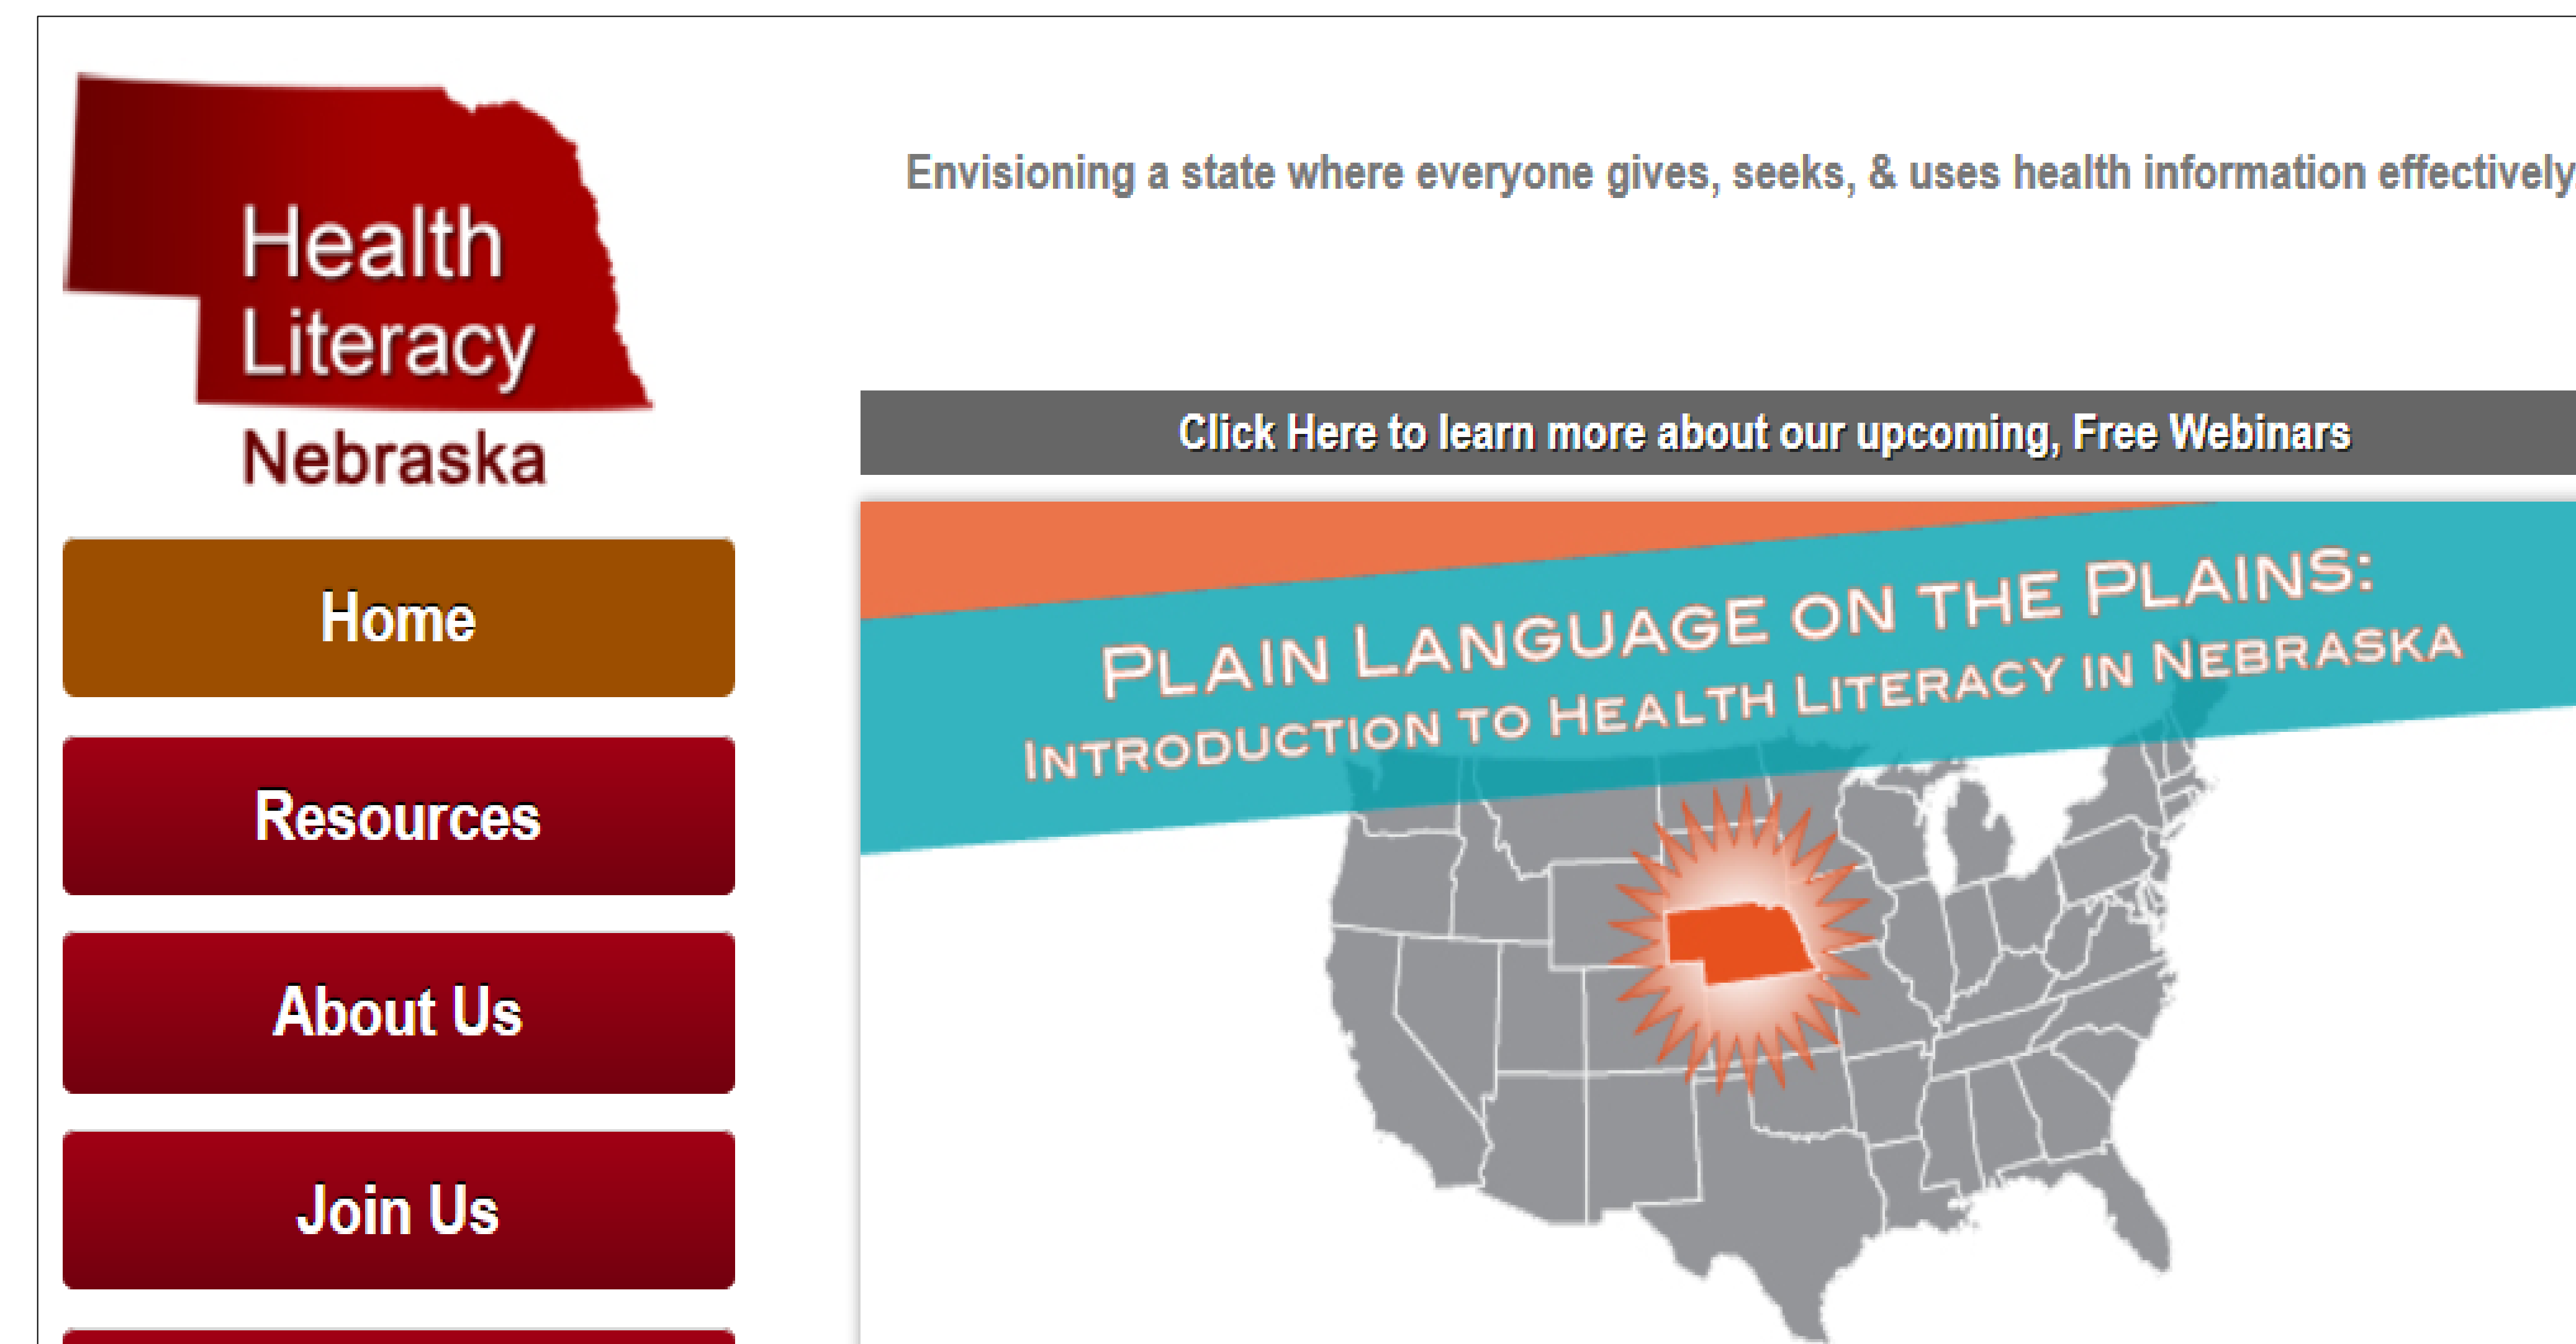 Health
Literacy
Nebraska
Envisioning a state where everyone gives, seeks, & uses health information effectively
Click Here to learn more about our upcoming, Free Webinars
Home
Resources
About Us
Join Us
PLAIN LANGUAGE ON THE PLAINS:
INTRODUCTION TO HEALTH LITERACY IN NEBRASKA